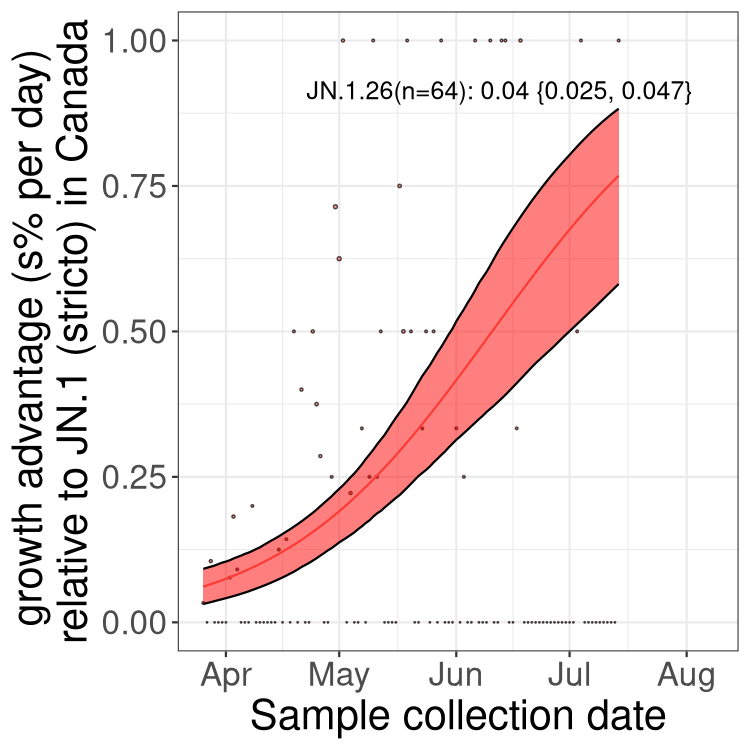 growth advantage (s% per day)
relative to JN.1 (stricto) in Canada
1.00
0.75
0.50
0.25
0.00
JN.1.26(n=64): 0.04 {0.025, 0.047}
Apr May Jun Jul Aug
Sample collection date